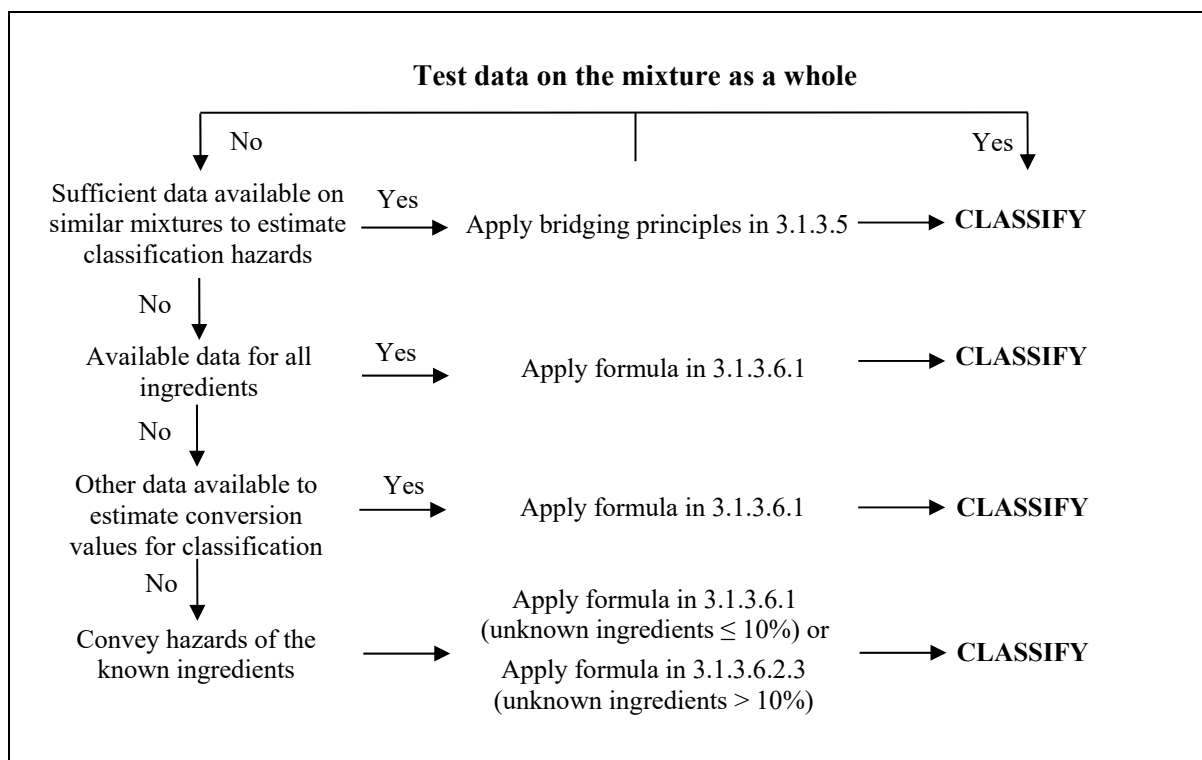 Test data on the mixture as a whole
No
Yes
Sufficient data available on
similar mixtures to estimate
classification hazards
Yes
Apply bridging principles in 3.1.3.5
CLASSIFY
No
Available data for all
ingredients
Yes
Apply formula in 3.1.3.6.1
CLASSIFY
No
Other data available to
estimate conversion
values for classification
Yes
Apply formula in 3.1.3.6.1
CLASSIFY
No
Convey hazards of the
known ingredients
Apply formula in 3.1.3.6.1
(unknown ingredients ≤ 10%) or
Apply formula in 3.1.3.6.2.3
(unknown ingredients > 10%)
CLASSIFY